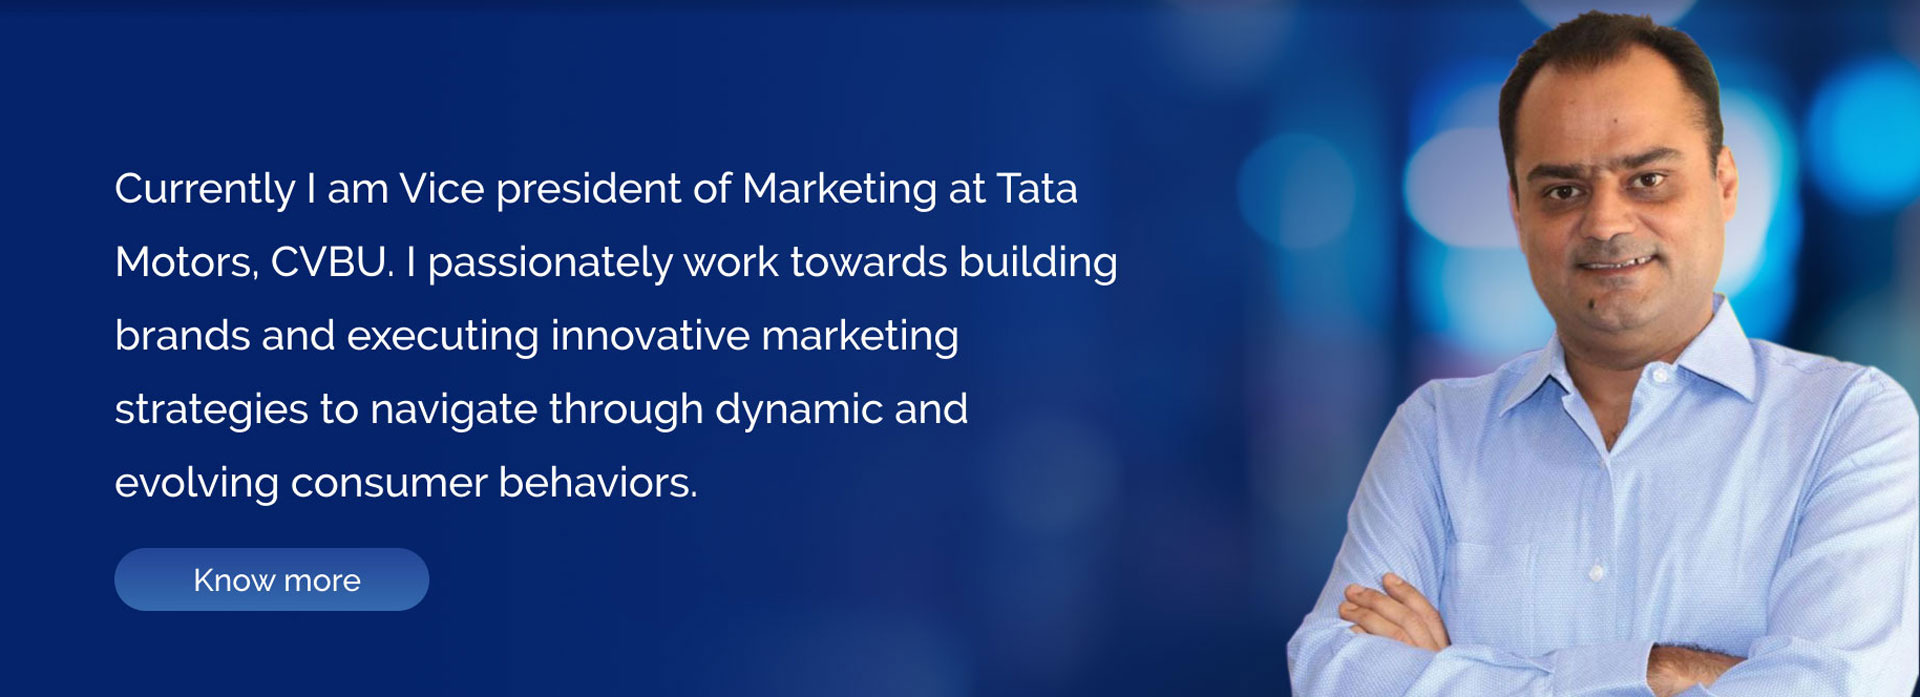 Currently I am Vice president of Marketing at Tata
Motors, CVBU. I passionately work towards building
brands and executing innovative marketing
strategies to navigate through dynamic and
evolving consumer behaviors.
Know more